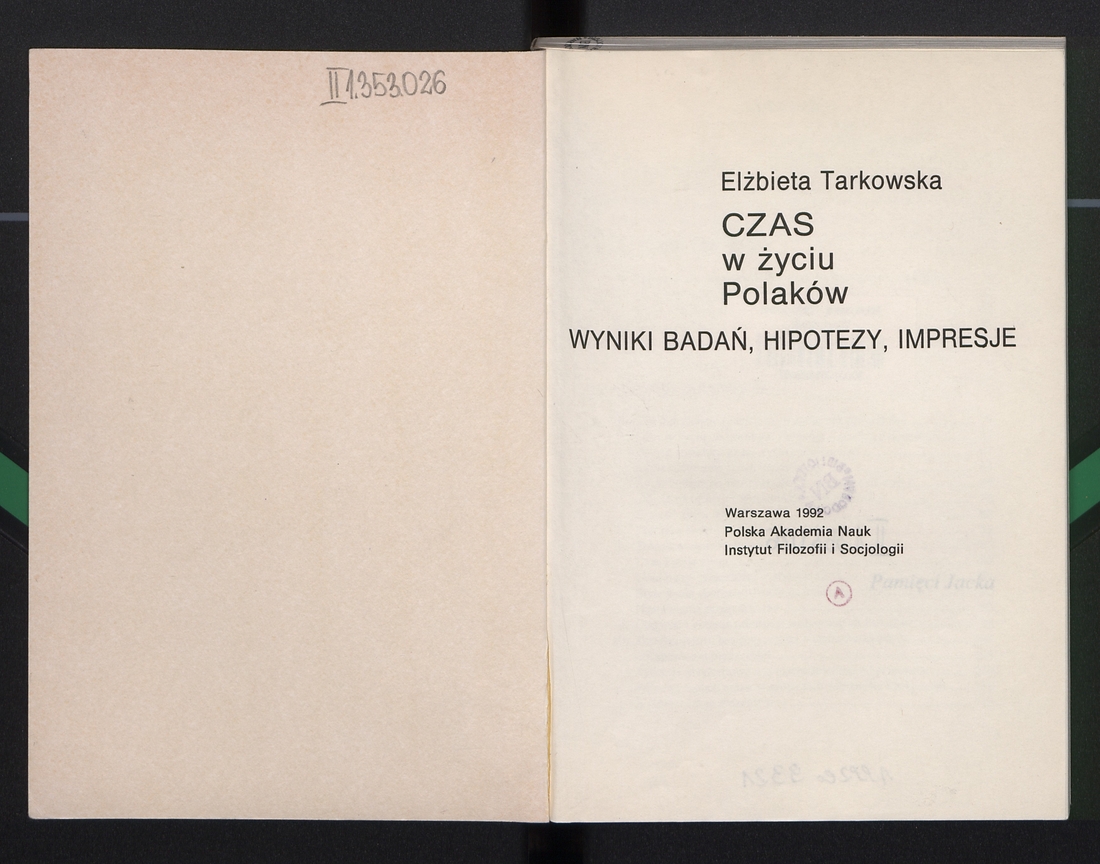 II 1.353.026
Elżbieta Tarkowska
CZAS
w życiu
Polaków
WYNIKI BADAŃ, HIPOTEZY, IMPRESJE
Warszawa 1992
Polska Akademia Nauk
Instytut Filozofii i Socjologii
A
Pamięci Jacka